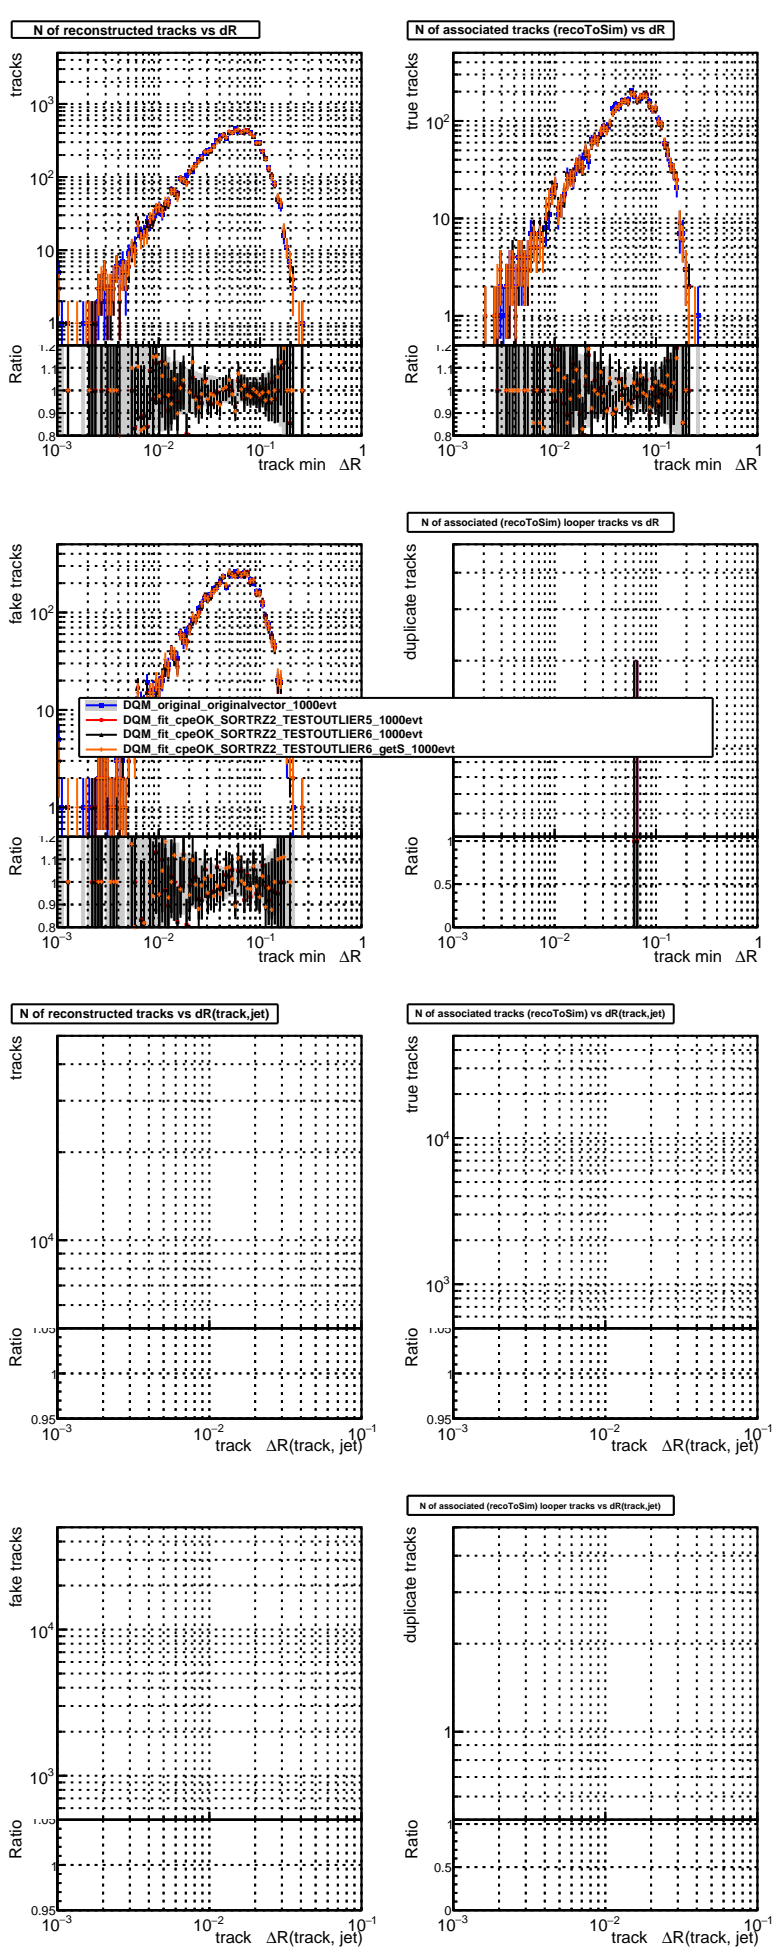 N of reconstructed tracks vs dR
N of associated tracks (recoToSim) vs dR
tracks
10³
10²
10
1
Ratio
1.2
1.1
1
0.9
0.8
10⁻³ 10⁻² 10⁻¹ 1
track min ΔR
true tracks
10²
10
1
Ratio
1.2
1.1
1
0.9
0.8
10⁻³ 10⁻² 10⁻¹ 1
track min ΔR
N of associated (recoToSim) looper tracks vs dR
fake tracks
10²
10
1
Ratio
1.2
1.1
1
0.9
0.8
10⁻³ 10⁻² 10⁻¹ 1
track min ΔR
duplicate tracks
Ratio
1
0.5
0
10⁻³ 10⁻² 10⁻¹ 1
track min ΔR
DQM_original_originalvector_1000evt
DQM_fit_cpeOK_SORTRZ2_TESTOUTLIER5_1000evt
DQM_fit_cpeOK_SORTRZ2_TESTOUTLIER6_1000evt
DQM_fit_cpeOK_SORTRZ2_TESTOUTLIER6_getS_1000evt
N of reconstructed tracks vs dR(track,jet)
N of associated tracks (recoToSim) vs dR(track,jet)
tracks
10⁴
Ratio
1.05
1
0.95
10⁻³ 10⁻² 10⁻¹
track ΔR(track, jet)
true tracks
10⁴
10³
Ratio
1.05
1
0.95
10⁻³ 10⁻² 10⁻¹
track ΔR(track, jet)
N of associated (recoToSim) looper tracks vs dR(track,jet)
fake tracks
10⁴
10³
Ratio
1.05
1
0.95
10⁻³ 10⁻² 10⁻¹
track ΔR(track, jet)
duplicate tracks
1
Ratio
1
0.5
0
10⁻³ 10⁻² 10⁻¹
track ΔR(track, jet)